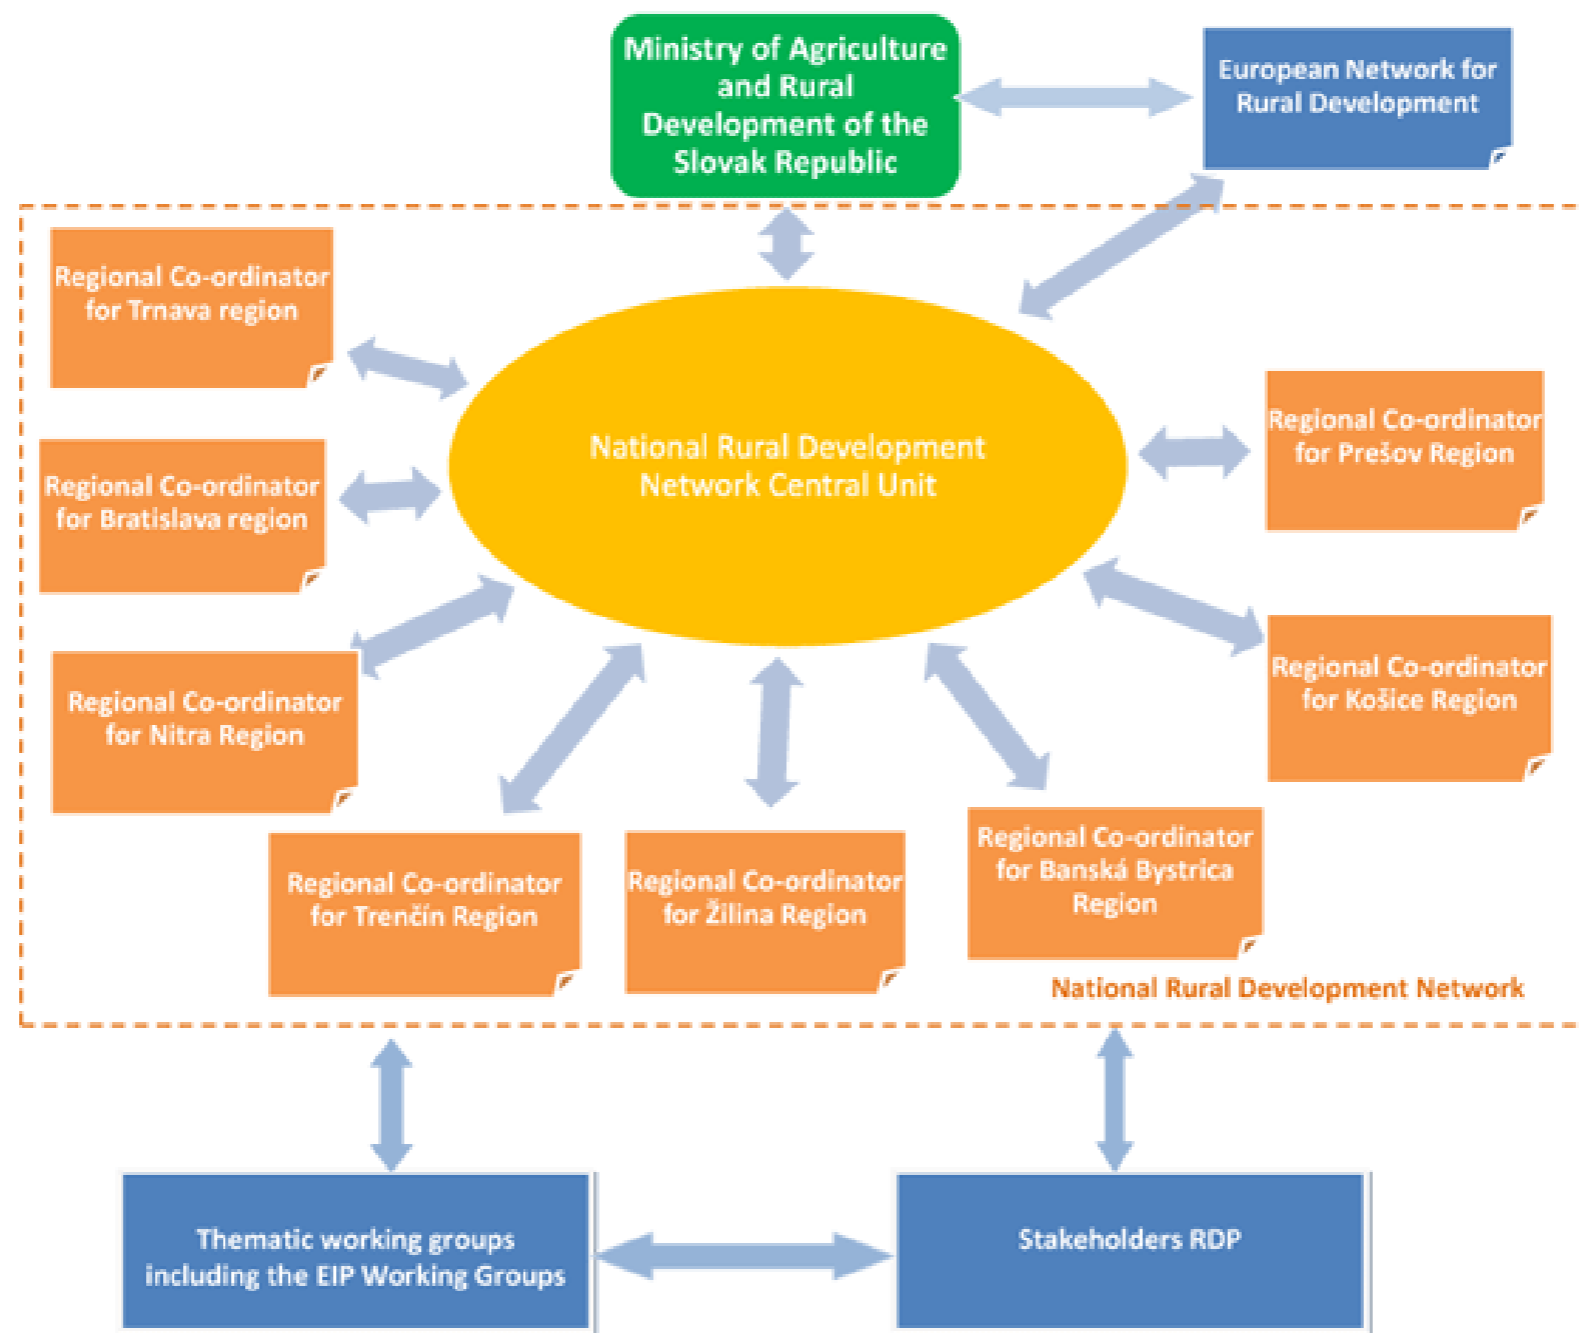 Ministry of Agriculture
and Rural
Development of the
Slovak Republic
European Network for
Rural Development
Regional Co-ordinator
for Trnava region
Regional Co-ordinator
for Bratislava region
National Rural Development
Network Central Unit
Regional Co-ordinator
for Prešov Region
Regional Co-ordinator
for Nitra Region
Regional Co-ordinator
for Košice Region
Regional Co-ordinator
for Trenčín Region
Regional Co-ordinator
for Žilina Region
Regional Co-ordinator
for Banská Bystrica
Region
National Rural Development Network
Thematic working groups
including the EIP Working Groups
Stakeholders RDP